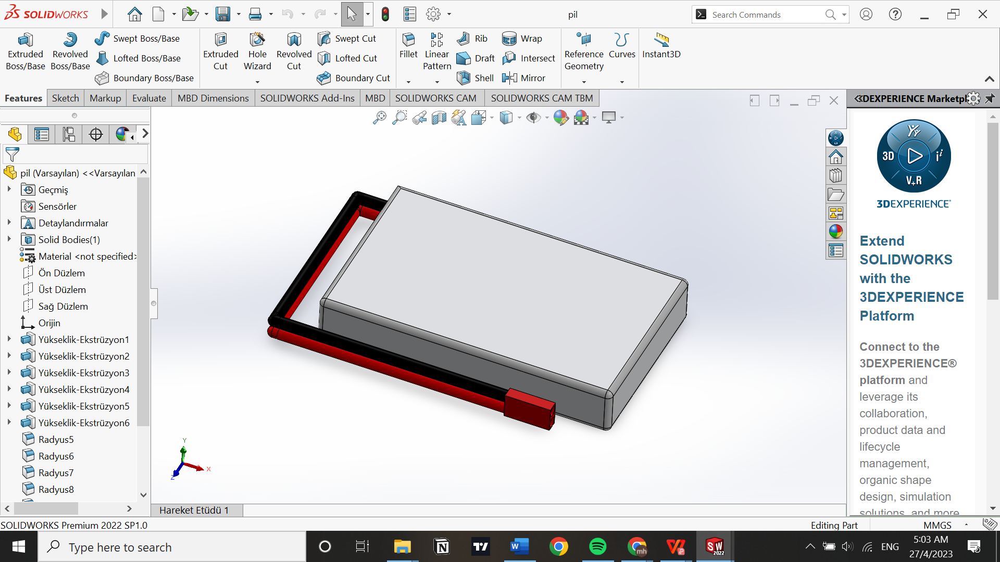 SOLIDWORKS
pil
Search Commands
Extruded Boss/Base
Revolved Boss/Base
Swept Boss/Base
Lofted Boss/Base
Boundary Boss/Base
Extruded Cut
Hole Wizard
Revolved Cut
Swept Cut
Lofted Cut
Boundary Cut
Fillet
Linear Pattern
Rib
Draft
Shell
Wrap
Intersect
Mirror
Reference Geometry
Curves
Instant3D
Features
Sketch
Markup
Evaluate
MBD Dimensions
SOLIDWORKS Add-Ins
MBD
SOLIDWORKS CAM
SOLIDWORKS CAM TBM
DEXPERIENCE Marketpl
pil (Varsayılan) <<Varsayılan
Geçmiş
Sensörler
Detaylandırmalar
Solid Bodies(1)
Material <not specified>
Ön Düzlem
Üst Düzlem
Sağ Düzlem
Orijin
Yükseklik-Ekstrüzyon1
Yükseklik-Ekstrüzyon2
Yükseklik-Ekstrüzyon3
Yükseklik-Ekstrüzyon4
Yükseklik-Ekstrüzyon5
Yükseklik-Ekstrüzyon6
Radyus5
Radyus6
Radyus7
Radyus8
Y
X
Z
3D
V+R
3DEXPERIENCE®
Extend
SOLIDWORKS
with the
3DEXPERIENCE
Platform
Connect to the
3DEXPERIENCE®
platform and
leverage its
collaboration,
product data and
lifecycle
management,
organic shape
design, simulation
solutions, and more
Hareket Etüdü 1
SOLIDWORKS Premium 2022 SP1.0
Editing Part
MMGS
Type here to search
SW
2022
ENG
5:03 AM
27/4/2023